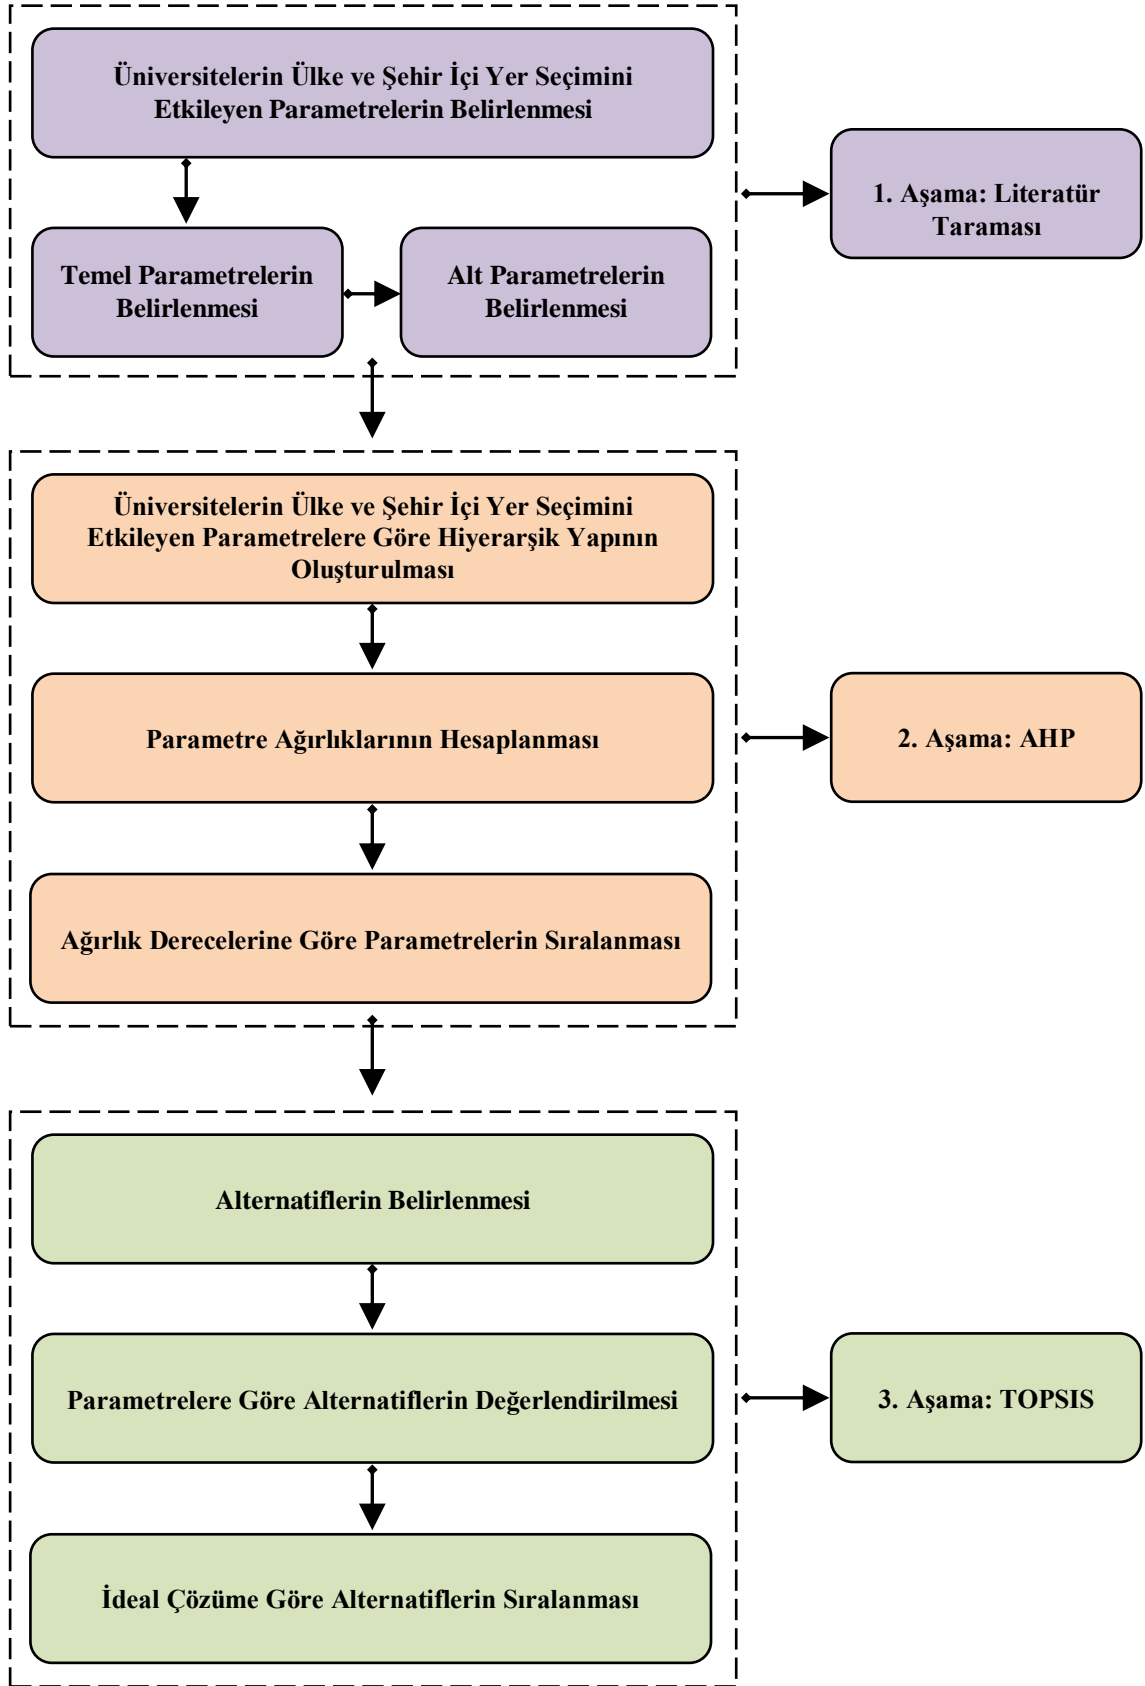 Üniversitelerin Ülke ve Şehir İçi Yer Seçimini
Etkileyen Parametrelerin Belirlenmesi
1. Aşama: Literatür
Taraması
Temel Parametrelerin
Belirlenmesi
Alt Parametrelerin
Belirlenmesi
Üniversitelerin Ülke ve Şehir İçi Yer Seçimini
Etkileyen Parametrelere Göre Hiyerarşik Yapının
Oluşturulması
Parametre Ağırlıklarının Hesaplanması
2. Aşama: AHP
Ağırlık Derecelerine Göre Parametrelerin Sıralanması
Alternatiflerin Belirlenmesi
Parametrelere Göre Alternatiflerin Değerlendirilmesi
3. Aşama: TOPSIS
İdeal Çözüme Göre Alternatiflerin Sıralanması